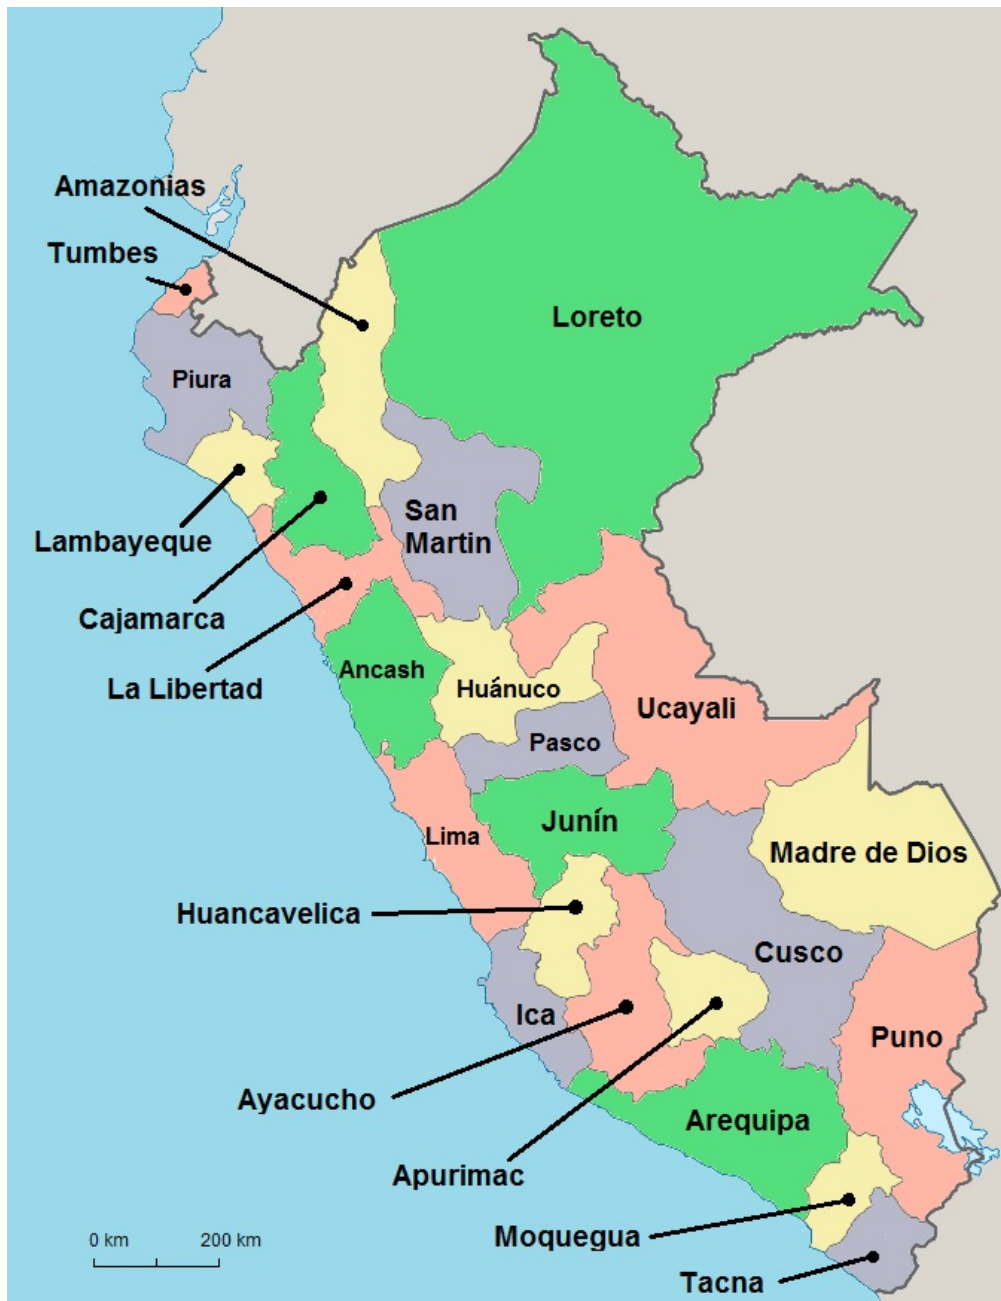 Amazonias
Tumbes
Loreto
Piura
San
Martin
Lambayeque
Cajamarca
La Libertad
Ancash
Huánuco
Ucayali
Pasco
Junín
Lima
Madre de Dios
Huancavelica
Cusco
Ica
Puno
Ayacucho
Arequipa
Apurimac
Moquegua
0 km 200 km
Tacna